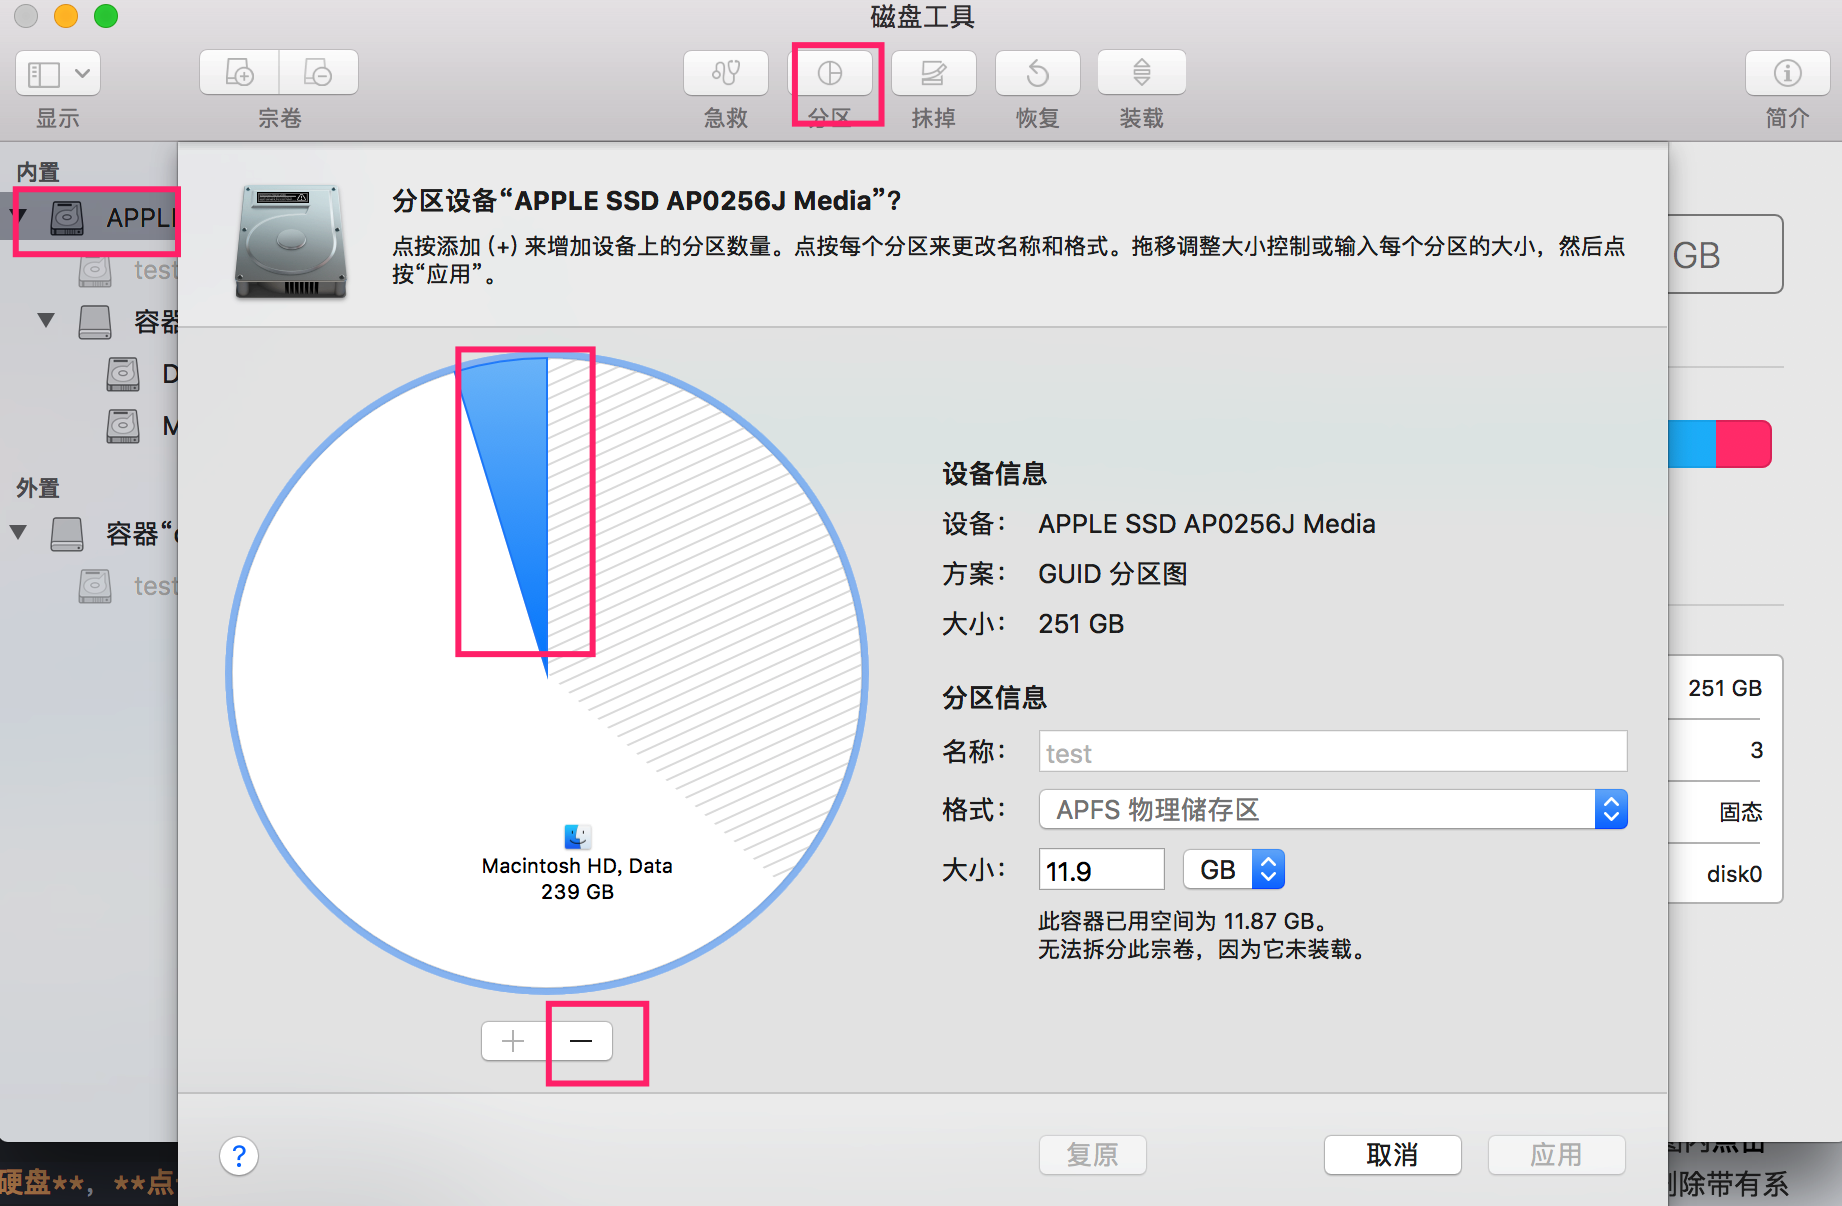 磁盘工具
显示
宗卷
急救
分区
抹掉
恢复
装载
简介
内置
APPL
test
容器
D
M
外置
容器“
test
分区设备“APPLE SSD AP0256J Media”?
点按添加 (+) 来增加设备上的分区数量。点按每个分区来更改名称和格式。拖移调整大小控制或输入每个分区的大小，然后点
按“应用”。
GB
Macintosh HD, Data
239 GB
设备信息
设备： APPLE SSD AP0256J Media
方案： GUID 分区图
大小： 251 GB
分区信息
名称： test
格式： APFS 物理储存区
大小： 11.9 GB
此容器已用空间为 11.87 GB。
无法拆分此宗卷，因为它未装载。
251 GB
3
固态
disk0
?
复原
取消
应用
硬盘**，**点
点击
除带有系